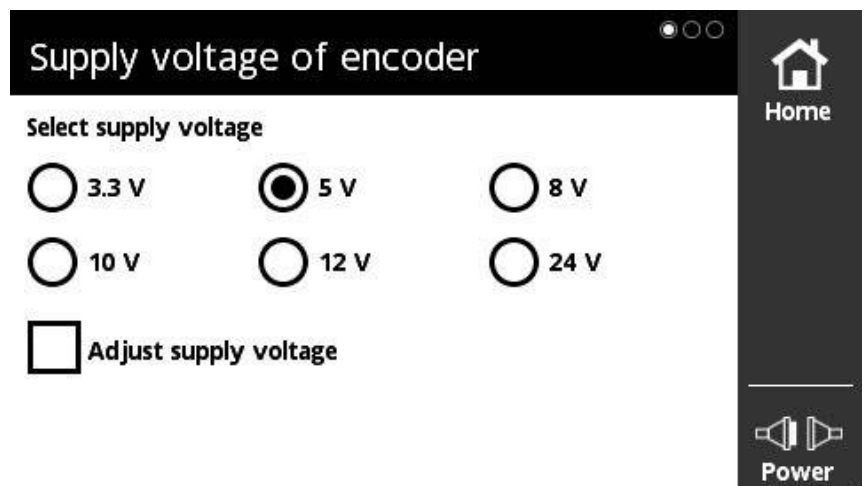 Supply voltage of encoder
Home
Select supply voltage
3.3 V
5 V
8 V
10 V
12 V
24 V
Adjust supply voltage
Power